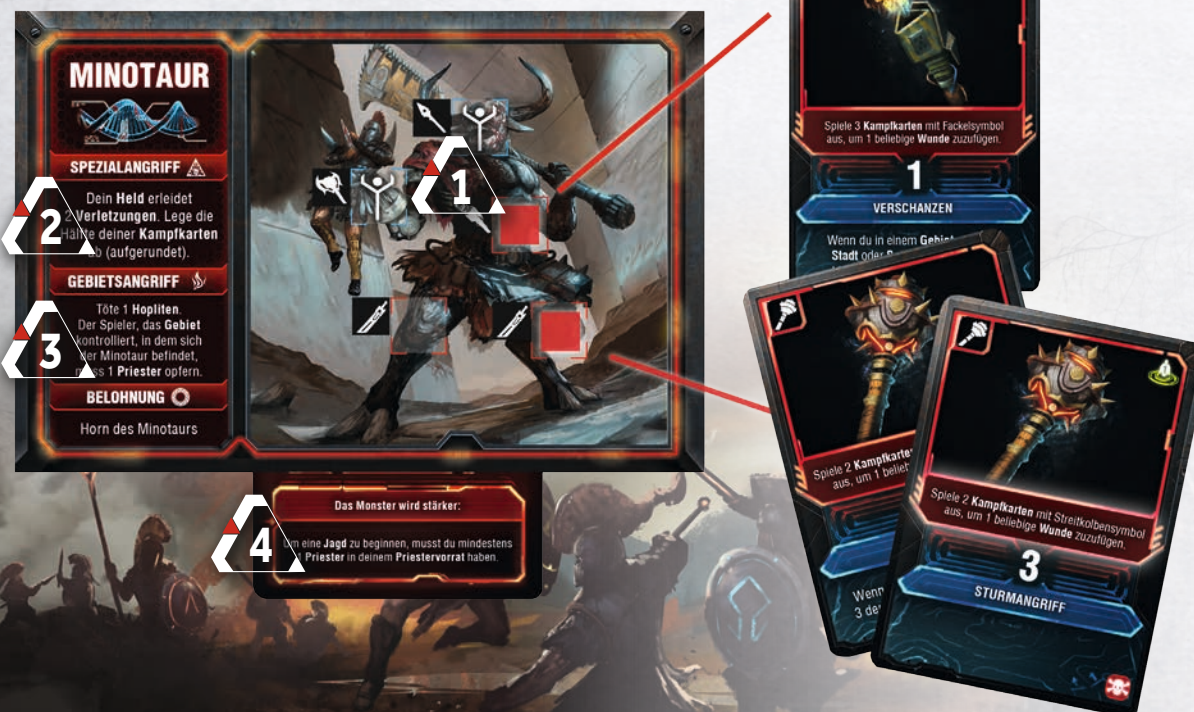 MINOTAUR
SPEZIALANGRIFF
Dein Held erleidet
2 Verletzungen. Lege die
Hälfte deiner Kampfkarten
ab (aufgerundet).
GEBIETSANGRIFF
Töte 1 Hopliten.
Der Spieler, das Gebiet
kontrolliert, in dem sich
der Minotaur befindet,
muss 1 Priester opfern.
BELOHNUNG
Horn des Minotaurs
1
2
3
4
Das Monster wird stärker:
Um eine Jagd zu beginnen, musst du mindestens
1 Priester in deinem Priestervorrat haben.
Spiele 3 Kampfkarten mit Fackelsymbol
aus, um 1 beliebige Wunde zuzufügen.
1
VERSCHANZEN
Wenn du in einem
Stadt oder
Spiele 2 Kampfkarten
aus, um 1
Wenn
3
Spiele 2 Kampfkarten mit Streitkolbensymbol
aus, um 1 beliebige Wunde zuzufügen.
3
STURMANGRIFF